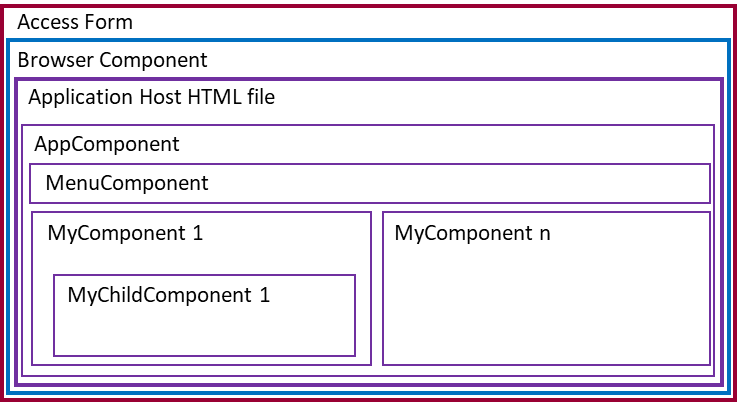 Access Form
Browser Component
Application Host HTML file
AppComponent
MenuComponent
MyComponent 1
MyChildComponent 1
MyComponent n